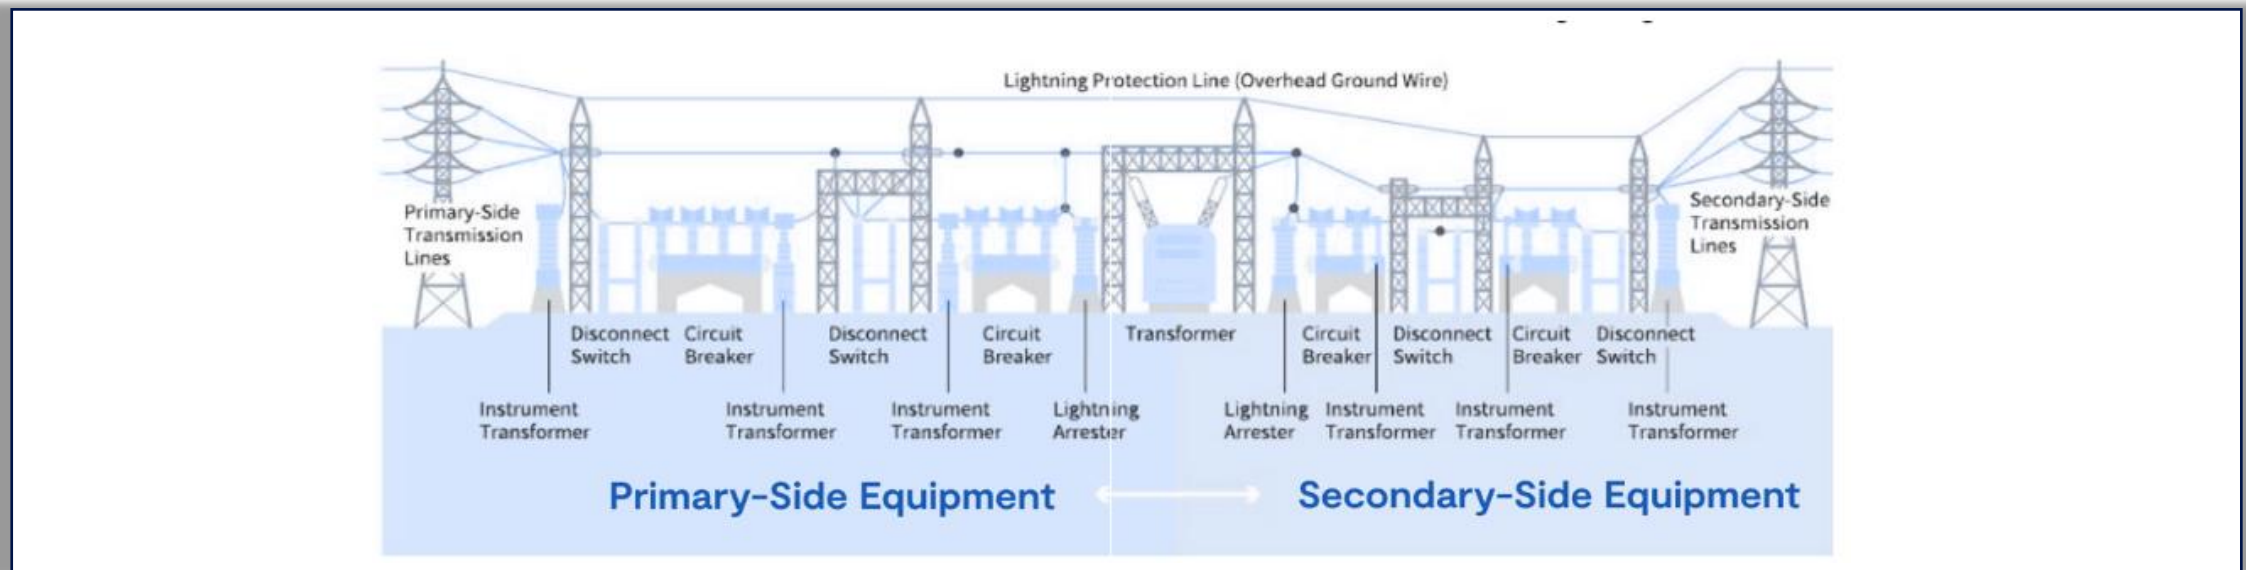 Lightning Protection Line (Overhead Ground Wire)
Primary-Side
Transmission
Lines
Secondary-Side
Transmission
Lines
Disconnect
Switch
Circuit
Breaker
Disconnect
Switch
Circuit
Breaker
Transformer
Circuit
Breaker
Disconnect
Switch
Circuit
Breaker
Disconnect
Switch
Instrument
Transformer
Instrument
Transformer
Instrument
Transformer
Lightning
Arrester
Lightning
Arrester
Instrument
Transformer
Instrument
Transformer
Instrument
Transformer
Primary-Side Equipment
Secondary-Side Equipment